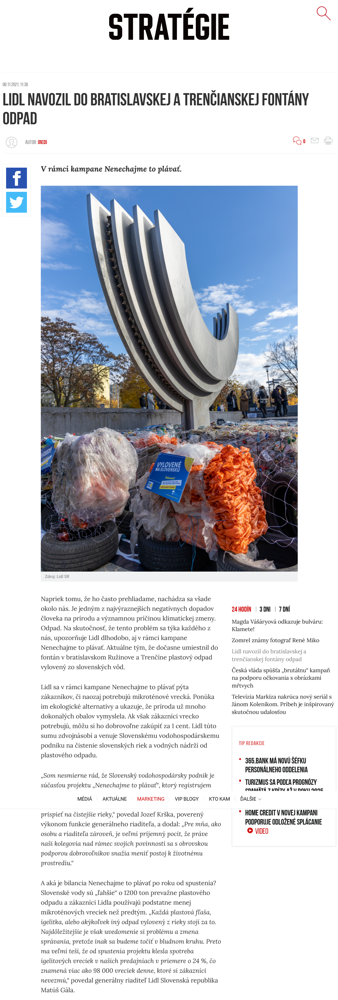 STRATÉGIE
08.11.2021, 11:38
LIDL NAVOZIL DO BRATISLAVSKEJ A TRENČIANSKEJ FONTÁNY
ODPAD
AUTOR: (RED)
0
V rámci kampane Nenechajme to plávať.
VYLOVENÉ
NA SLOVENSKU
Šokovaní?
Zdroj: Lidl SR
Napriek tomu, že ho často prehliadame, nachádza sa všade
okolo nás. Je jedným z najvýraznejších negatívnych dopadov
človeka na prírodu a významnou príčinou klimatickej zmeny.
Odpad. Na skutočnosť, že tento problém sa týka každého z
nás, upozorňuje Lidl dlhodobo, aj v rámci kampane
Nenechajme to plávať. Aktuálne tým, že dočasne umiestnil do
fontán v bratislavskom Ružinove a Trenčíne plastový odpad
vylovený zo slovenských vôd.
Lidl sa v rámci kampane Nenechajme to plávať pýta
zákazníkov, či naozaj potrebujú mikroténové vrecká. Ponúka
im ekologické alternatívy a ukazuje, že príroda už mnoho
dokonalých obalov vymyslela. Ak však zákazníci vrecko
potrebujú, môžu si ho dobrovoľne zakúpiť za 1 cent. Lidl túto
sumu zdvojnásobí a venuje Slovenskému vodohospodárskemu
podniku na čistenie slovenských riek a vodných nádrží od
plastového odpadu.
„Som nesmierne rád, že Slovenský vodohospodársky podnik je
súčasťou projektu „Nenechajme to plávať“, ktorý registrujem
prispieť na čistejšie rieky,“ povedal Jozef Krška, poverený
výkonom funkcie generálneho riaditeľa, a dodal: „Pre mňa, ako
osobu a riaditeľa zároveň, je veľmi príjemný pocit, že práve
naši kolegovia nad rámec svojich povinností sa s obrovskou
podporou dobrovoľníkov snažia meniť postoj k životnému
prostrediu.“
A aká je bilancia Nenechajme to plávať po roku od spustenia?
Slovenské vody sú „ľahšie“ o 1200 ton prevažne plastového
odpadu a zákazníci Lidla používajú podstatne menej
mikroténových vreciek než predtým. „Každá plastová fľaša,
igelitka, alebo akýkoľvek iný odpad vylovený z rieky stojí za to.
Najdôležitejšie je však uvedomenie si problému a zmena
správania, pretože inak sa budeme točiť v bludnom kruhu. Preto
ma veľmi teší, že od spustenia projektu klesla spotreba
igelitových vreciek v našich predajniach v priemere o 24 %, čo
znamená viac ako 98 000 vreciek denne, ktoré si zákazníci
nevezmú,“ povedal generálny riaditeľ Lidl Slovenská republika
Matúš Gála.
24 HODÍN | 3 DNI | 7 DNÍ
Magda Vášáryová odkazuje bulváru:
Klamete!
Zomrel známy fotograf René Miko
Lidl navozil do bratislavskej a
trenčianskej fontány odpad
Česká vláda spúšťa „brutálnu“ kampaň
na podporu očkovania s obrázkami
mŕtvych
Televízia Markíza nakrúca nový seriál s
Jánom Koleníkom. Príbeh je inšpirovaný
skutočnou udalosťou
TIP REDAKCIE
365.BANK MÁ NOVÚ ŠÉFKU
PERSONÁLNEHO ODDELENIA
TURIZMUS SA PODĽA PROGNÓZY
SPAMÄTÁ Z KRÍZY AŽ V ROKU 2025
HOME CREDIT V NOVEJ KAMPANI
PODPORUJE ODLOŽENÉ SPLÁCANIE
VIDEO
MÉDIÁ | AKTUÁLNE | MARKETING | VIP BLOGY | KTO KAM | ĎALŠIE